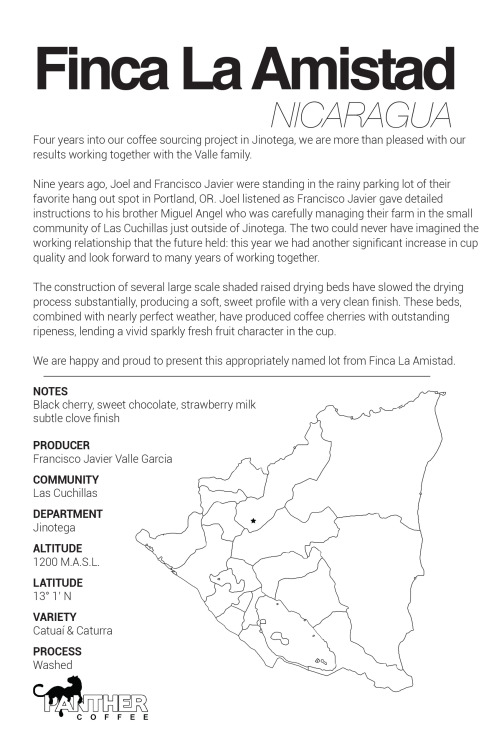 Finca La Amistad
NICARAGUA
Four years into our coffee sourcing project in Jinotega, we are more than pleased with our
results working together with the Valle family.
Nine years ago, Joel and Francisco Javier were standing in the rainy parking lot of their
favorite hang out spot in Portland, OR. Joel listened as Francisco Javier gave detailed
instructions to his brother Miguel Angel who was carefully managing their farm in the small
community of Las Cuchillas just outside of Jinotega. The two could never have imagined the
working relationship that the future held: this year we had another significant increase in cup
quality and look forward to many years of working together.
The construction of several large scale shaded raised drying beds have slowed the drying
process substantially, producing a soft, sweet profile with a very clean finish. These beds,
combined with nearly perfect weather, have produced coffee cherries with outstanding
ripeness, lending a vivid sparkly fresh fruit character in the cup.
We are happy and proud to present this appropriately named lot from Finca La Amistad.
NOTES
Black cherry, sweet chocolate, strawberry milk
subtle clove finish
PRODUCER
Francisco Javier Valle Garcia
COMMUNITY
Las Cuchillas
DEPARTMENT
Jinotega
ALTITUDE
1200 M.A.S.L.
LATITUDE
13° 1' N
VARIETY
Catuaí & Caturra
PROCESS
Washed
PANTHER
COFFEE